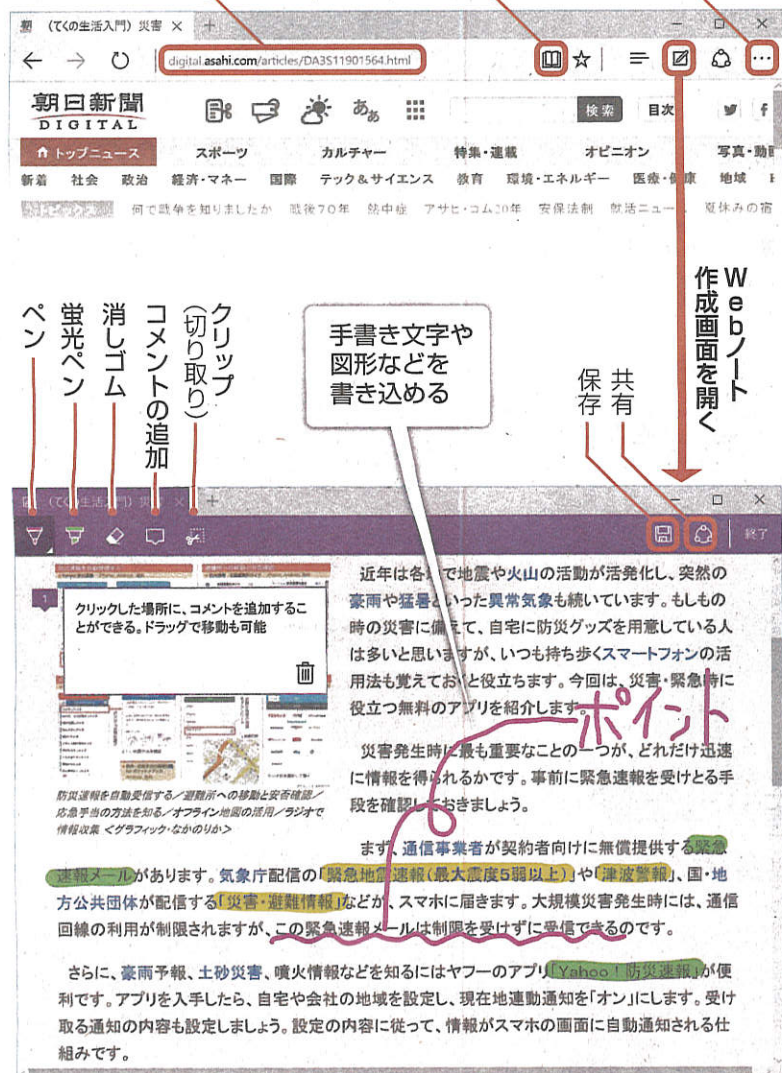 朝 (てくの生活入門) 災害
digital.asahi.com/articles/DA3S11901564.html
朝日新聞
DIGITAL
ああ
検索
目次
f
トップニュース スポーツ カルチャー 特集・連載 オピニオン 写真・動画
新着 社会 政治 経済・マネー 国際 テック&サイエンス 教育 環境・エネルギー 医療・健康 地域
トピックス 何で戦争を知りましたか 戦後70年 熱中症 アサヒ・コム20年 安保法制 就活ニュース 夏休みの宿
Webノート
作成画面を開く
クリップ
(切り取り)
コメントの追加
消しゴム
蛍光ペン
ペン
手書き文字や
図形などを
書き込める
共有
保存
(てくの生活入門) 災害
終了
1
クリックした場所に、コメントを追加するこ
とができる。ドラッグで移動も可能
近年は各地で地震や火山の活動が活発化し、突然の
豪雨や猛暑といった異常気象も続いています。もしもの
時の災害に備えて、自宅に防災グッズを用意している人
は多いと思いますが、いつも持ち歩くスマートフォンの活
用法も覚えておくと役立ちます。今回は、災害・緊急時に
役立つ無料のアプリを紹介します。
ポイント
災害発生時に最も重要なことの一つが、どれだけ迅速
に情報を得られるかです。事前に緊急速報を受けとる手
段を確認しておきましょう。
防災速報を自動受信する/避難所への移動と安否確認/
応急手当の方法を知る/オフライン地図の活用/ラジオで
情報収集 <グラフィック・なかのりか>
まず、通信事業者が契約者向けに無償提供する緊急
速報メールがあります。気象庁配信の「緊急地震速報(最大震度5弱以上)」や「津波警報」、国・地
方公共団体が配信する「災害・避難情報」などが、スマホに届きます。大規模災害発生時には、通信
回線の利用が制限されますが、この緊急速報メールは制限を受けずに受信できるのです。
さらに、豪雨予報、土砂災害、噴火情報などを知るにはヤフーのアプリ「Yahoo!防災速報」が便
利です。アプリを入手したら、自宅や会社の地域を設定し、現在地連動通知を「オン」にします。受け
取る通知の内容も設定しましょう。設定の内容に従って、情報がスマホの画面に自動通知される仕
組みです。